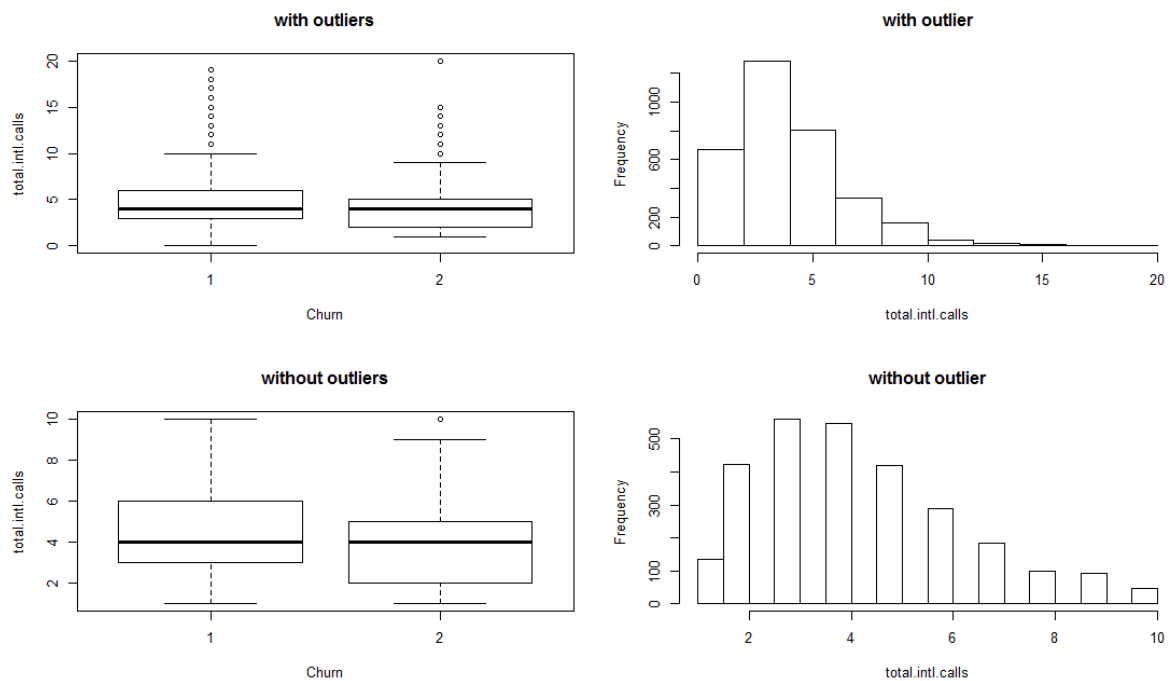 with outliers
20
15
10
5
0
total.intl.calls
1 2
Churn
with outlier
1000
600
200
0
Frequency
0 5 10 15 20
total.intl.calls
without outliers
10
8
6
4
2
total.intl.calls
1 2
Churn
without outlier
500
300
100
0
Frequency
2 4 6 8 10
total.intl.calls